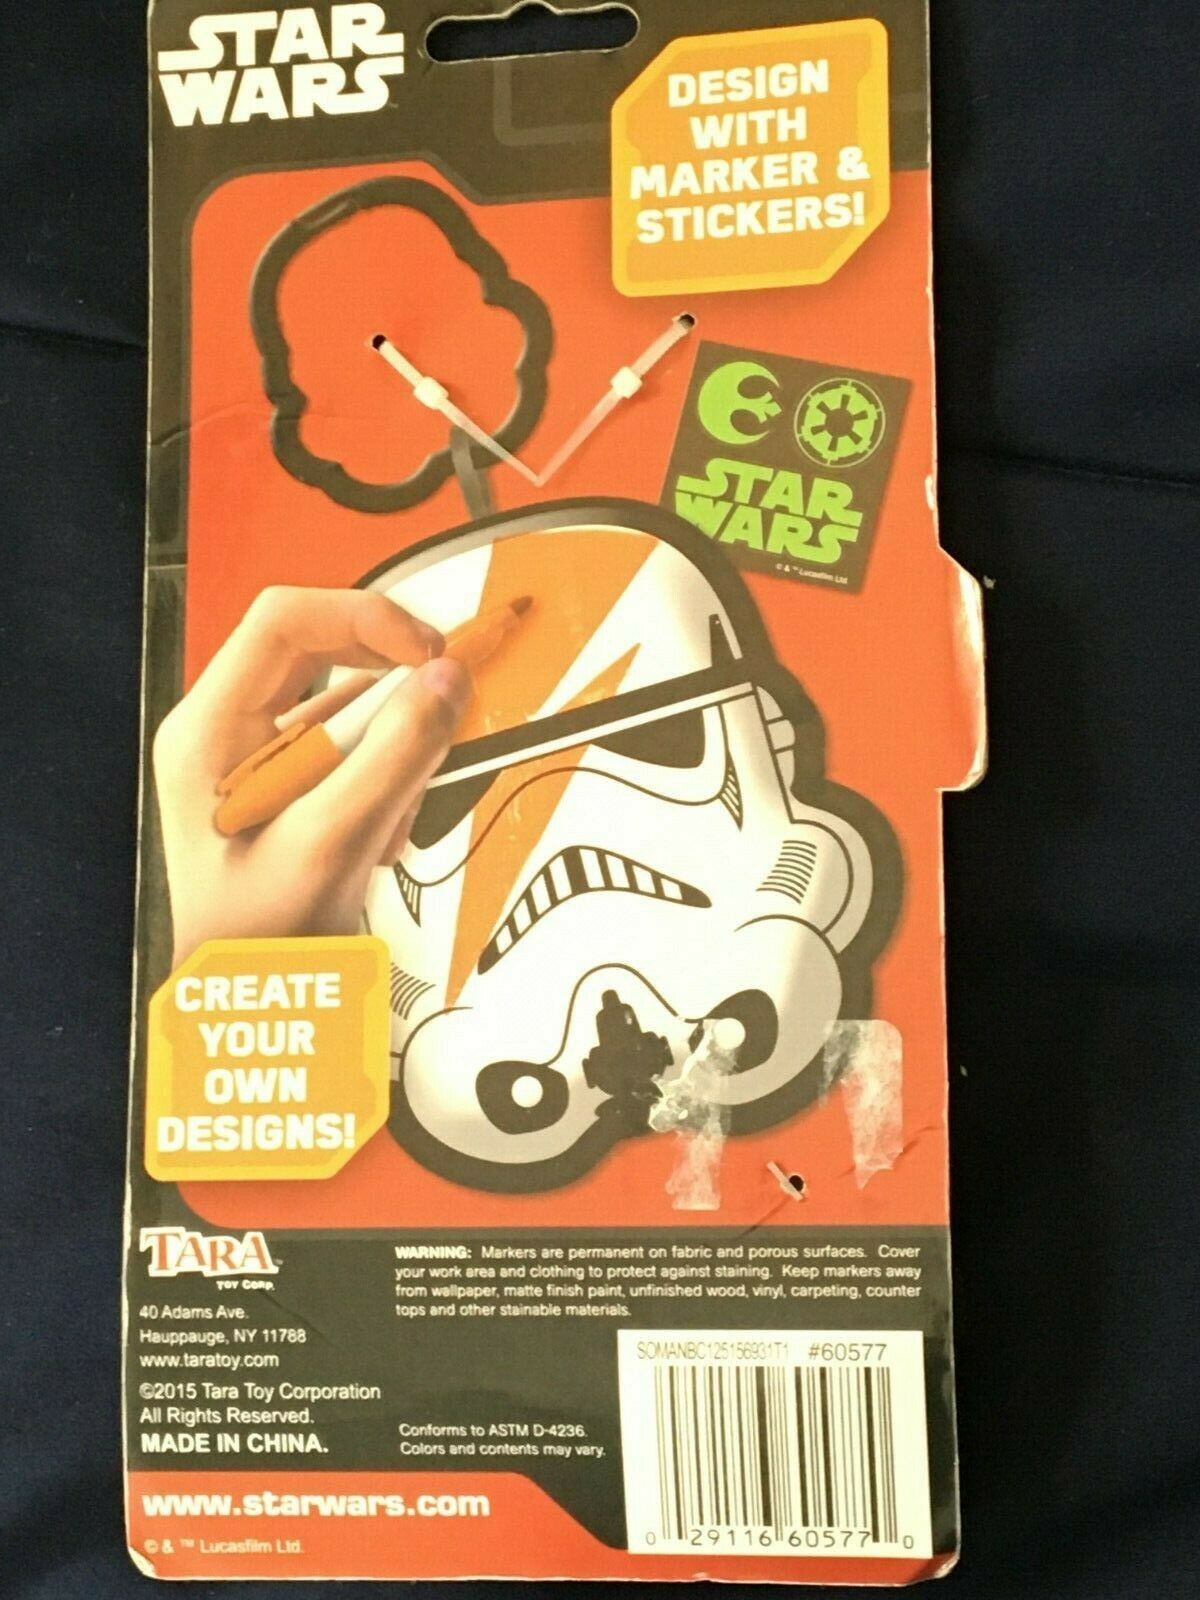 STAR
WARS
DESIGN
WITH
MARKER &
STICKERS!
STAR
WARS
© & ™ Lucasfilm Ltd
CREATE
YOUR
OWN
DESIGNS!
TARA™
TOY CORP.
40 Adams Ave.
Hauppauge, NY 11788
www.taratoy.com
©2015 Tara Toy Corporation
All Rights Reserved.
MADE IN CHINA.
WARNING: Markers are permanent on fabric and porous surfaces. Cover
your work area and clothing to protect against staining. Keep markers away
from wallpaper, matte finish paint, unfinished wood, vinyl, carpeting, counter
tops and other stainable materials.
Conforms to ASTM D-4236.
Colors and contents may vary.
SOMANBC125156931T1 #60577
0 29116 60577 0
www.starwars.com
© & ™ Lucasfilm Ltd.